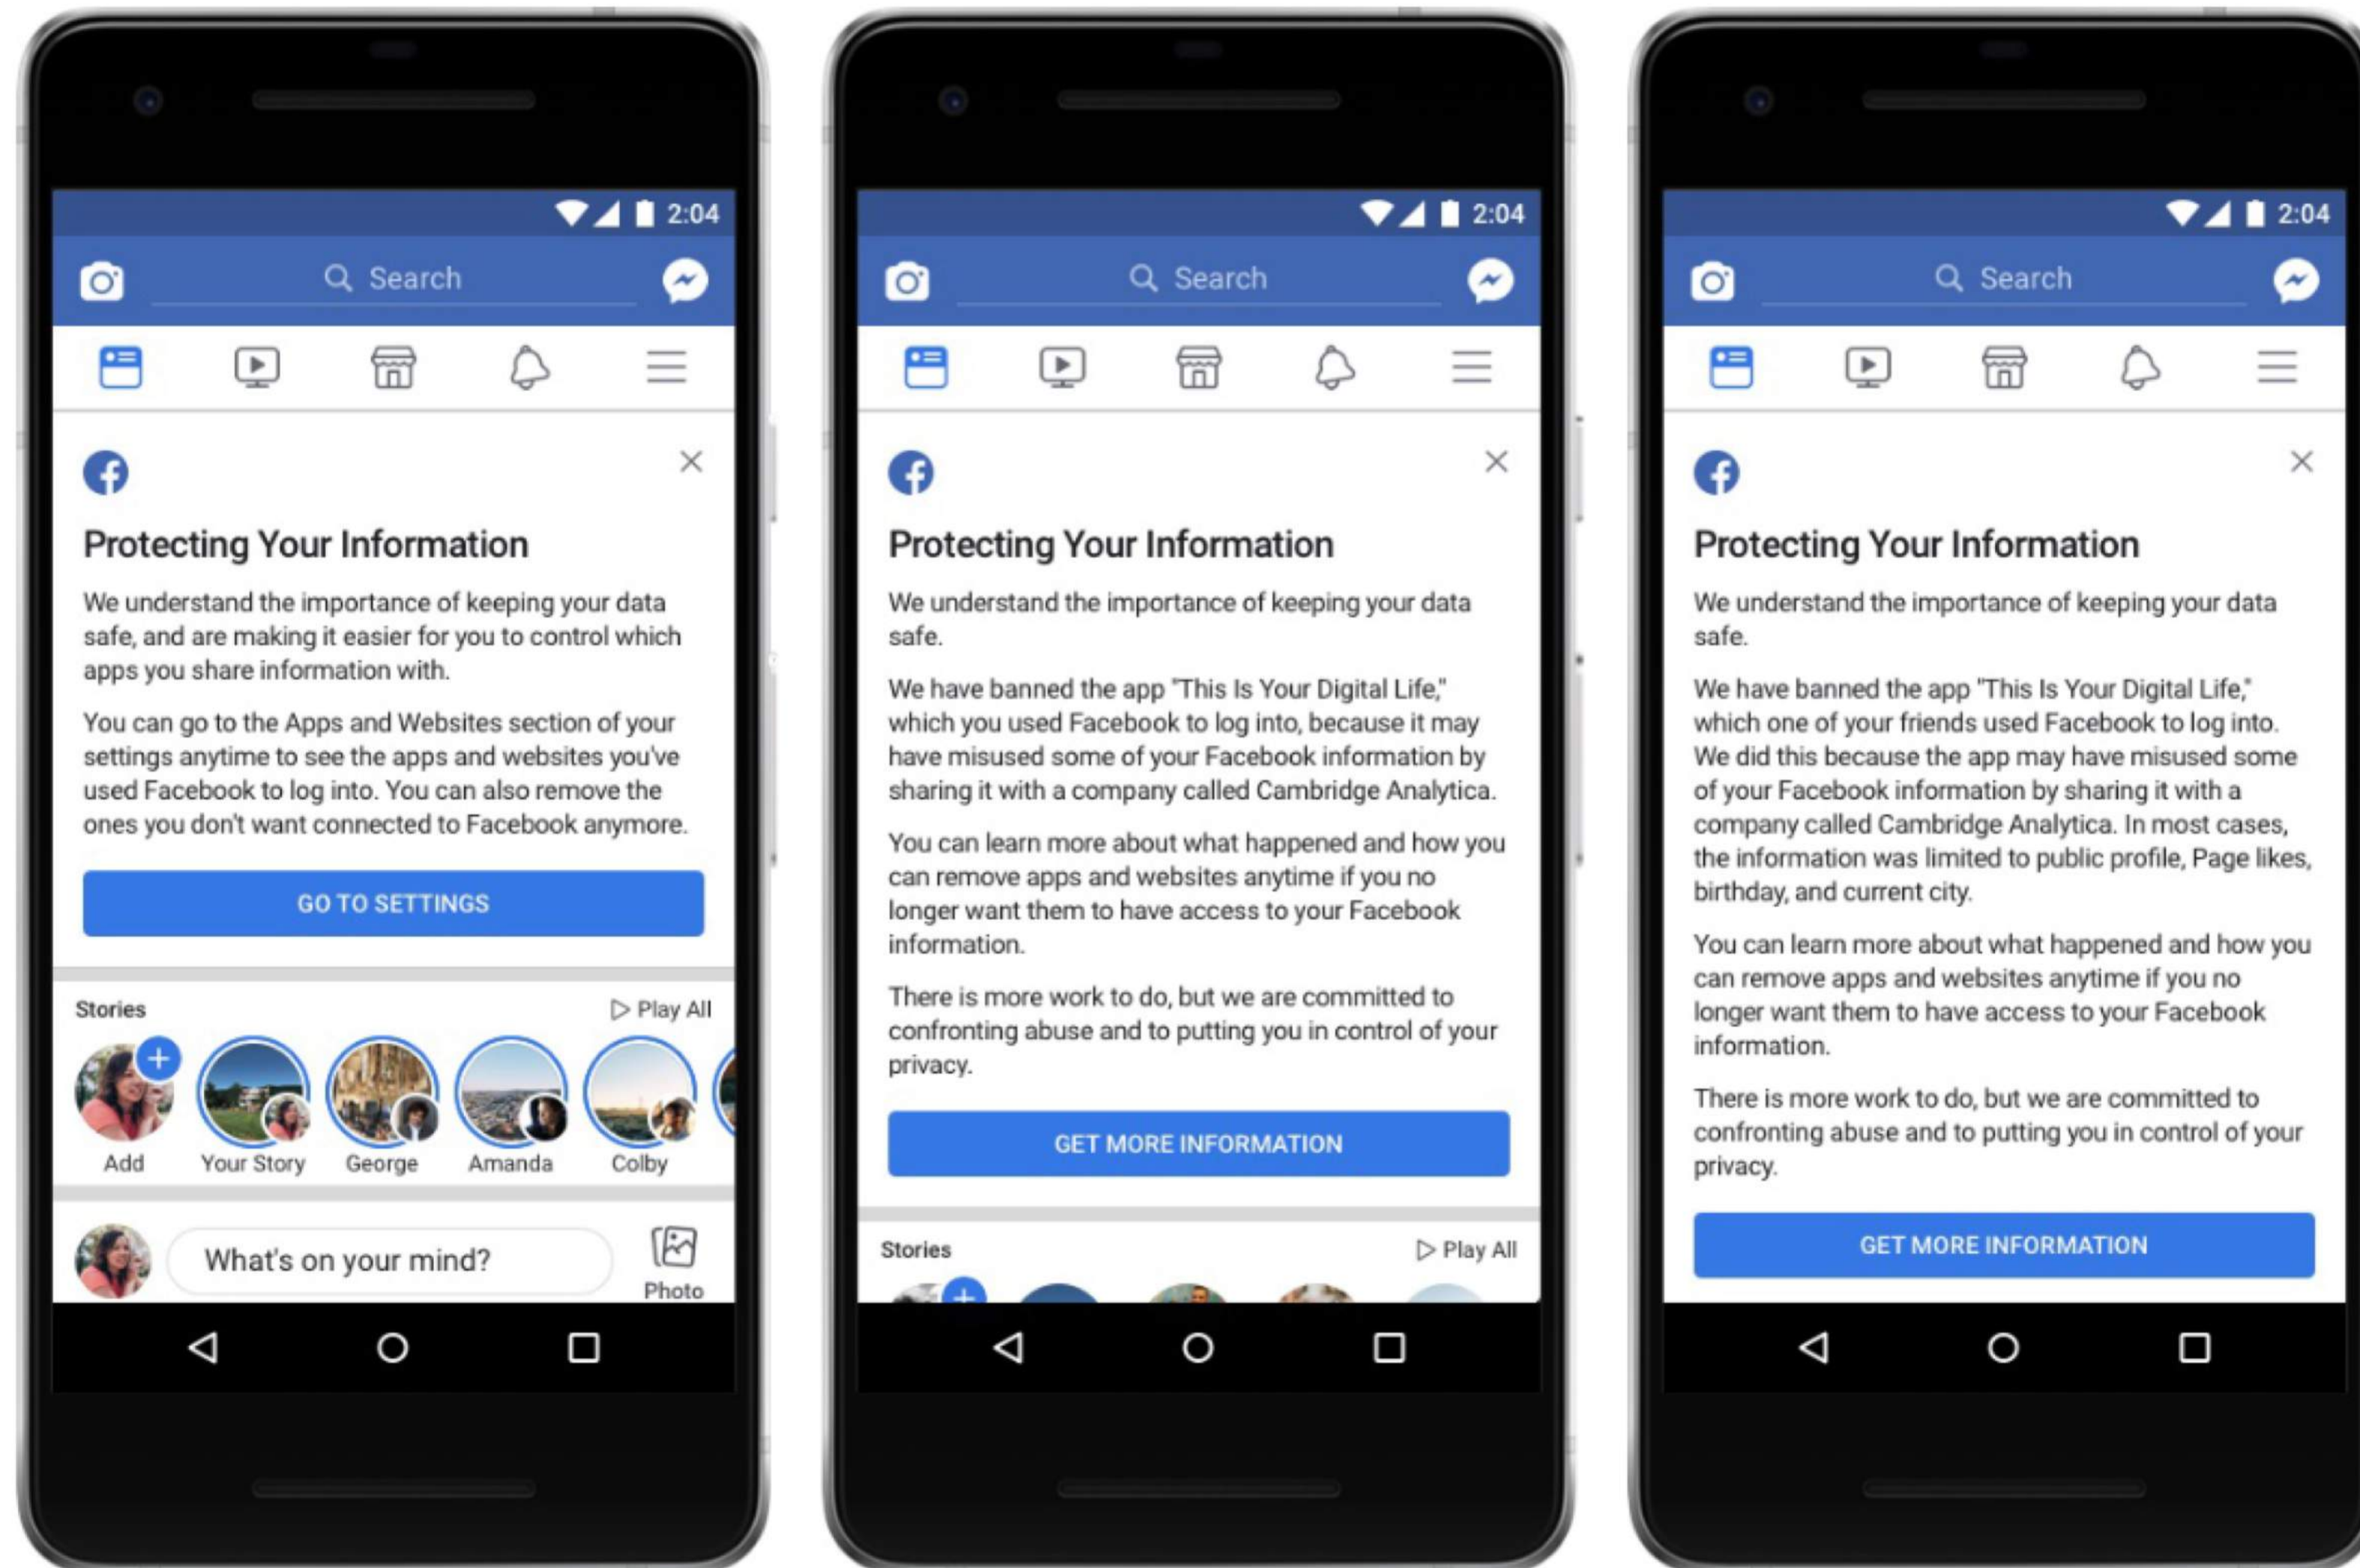 2:04
Search
Protecting Your Information
We understand the importance of keeping your data
safe, and are making it easier for you to control which
apps you share information with.
You can go to the Apps and Websites section of your
settings anytime to see the apps and websites you've
used Facebook to log into. You can also remove the
ones you don't want connected to Facebook anymore.
GO TO SETTINGS
Stories
Play All
Add
Your Story
George
Amanda
Colby
What's on your mind?
Photo
2:04
Search
Protecting Your Information
We understand the importance of keeping your data
safe.
We have banned the app "This Is Your Digital Life,"
which you used Facebook to log into, because it may
have misused some of your Facebook information by
sharing it with a company called Cambridge Analytica.
You can learn more about what happened and how you
can remove apps and websites anytime if you no
longer want them to have access to your Facebook
information.
There is more work to do, but we are committed to
confronting abuse and to putting you in control of your
privacy.
GET MORE INFORMATION
Stories
Play All
2:04
Search
Protecting Your Information
We understand the importance of keeping your data
safe.
We have banned the app "This Is Your Digital Life,"
which one of your friends used Facebook to log into.
We did this because the app may have misused some
of your Facebook information by sharing it with a
company called Cambridge Analytica. In most cases,
the information was limited to public profile, Page likes,
birthday, and current city.
You can learn more about what happened and how you
can remove apps and websites anytime if you no
longer want them to have access to your Facebook
information.
There is more work to do, but we are committed to
confronting abuse and to putting you in control of your
privacy.
GET MORE INFORMATION